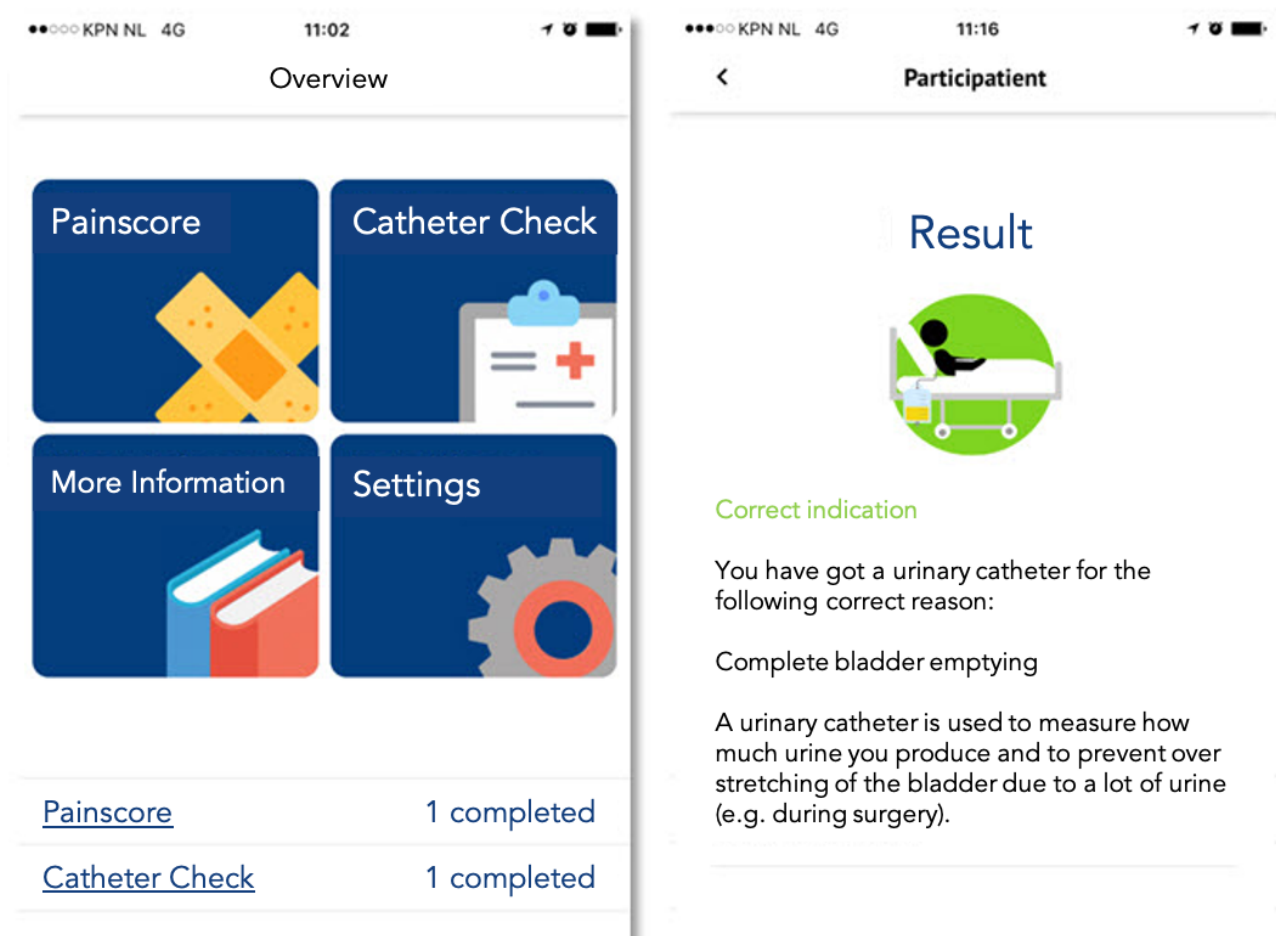 KPN NL 4G 11:02
Overview
Painscore
Catheter Check
More Information
Settings
Painscore 1 completed
Catheter Check 1 completed
KPN NL 4G 11:16
Participatient
Result
Correct indication
You have got a urinary catheter for the
following correct reason:
Complete bladder emptying
A urinary catheter is used to measure how
much urine you produce and to prevent over
stretching of the bladder due to a lot of urine
(e.g. during surgery).